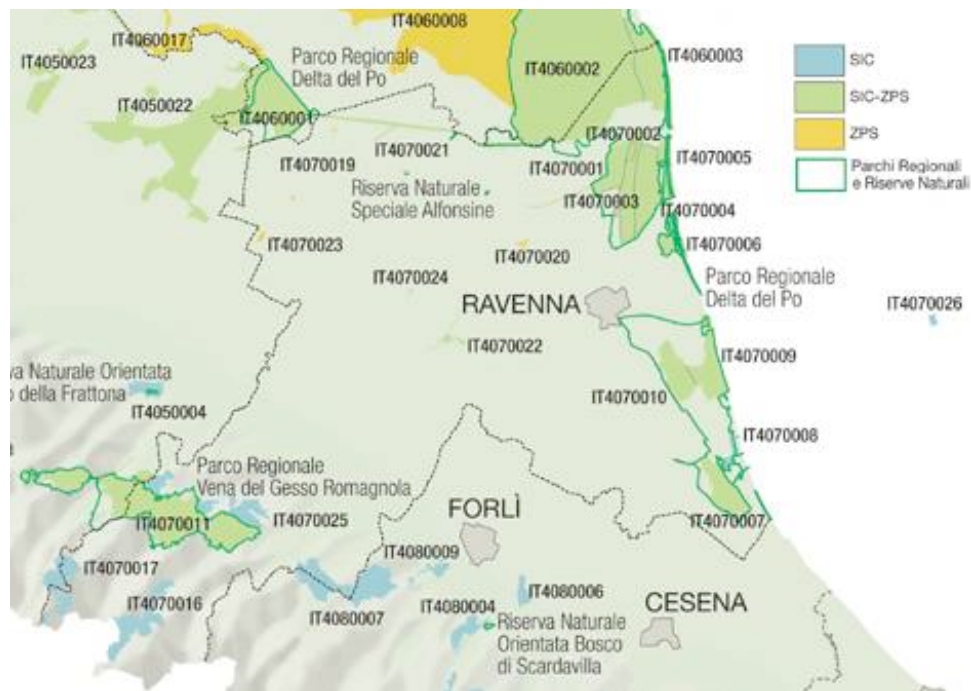 IT4060008
IT4060017
IT4050023
Parco Regionale
Delta del Po
IT4060002
IT4060003
SIC
SIC-ZPS
ZPS
Parchi Regionali
e Riserve Naturali
IT4050022
IT4060001
IT4070019
IT4070021
IT4070002
IT4070001
IT4070005
Riserva Naturale
Speciale Alfonsine
IT4070003
IT4070004
IT4070023
IT4070020
IT4070006
IT4070024
Parco Regionale
Delta del Po
RAVENNA
IT4070026
IT4070022
IT4070009
va Naturale Orientata
o della Frattona
IT4050004
IT4070010
IT4070008
Parco Regionale
Vena del Gesso Romagnola
IT4070011
IT4070025
FORLÌ
IT4070007
IT4080009
IT4070017
IT4070016
IT4080007
IT4080004
IT4080006
CESENA
Riserva Naturale
Orientata Bosco
di Scardavilla